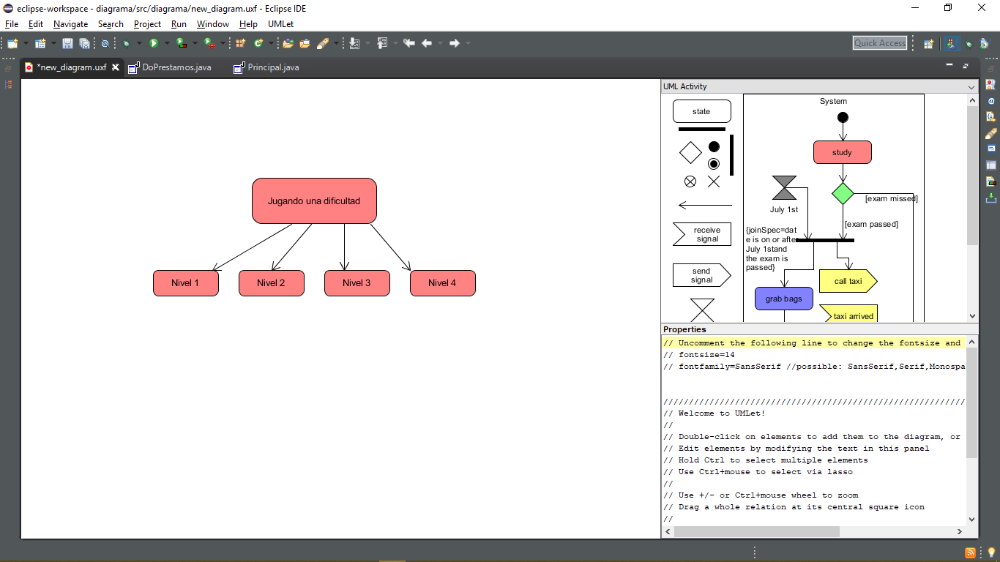 eclipse-workspace - diagrama/src/diagrama/new_diagram.uxf - Eclipse IDE
File Edit Navigate Search Project Run Window Help UMLet
Quick Access
*new_diagram.uxf DoPrestamos.java Principal.java
Jugando una dificultad
Nivel 1 Nivel 2 Nivel 3 Nivel 4
UML Activity
state
receive
signal
send
signal
System
study
[exam missed]
July 1st
[exam passed]
{joinSpec=dat
e is on or afte
July 1stand
the exam is
passed}
call taxi
grab bags
taxi arrived
Properties
// Uncomment the following line to change the fontsize and
// fontsize=14
// fontfamily=SansSerif //possible: SansSerif,Serif,Monospa
////////////////////////////////////////////////////////////
// Welcome to UMLet!
//
// Double-click on elements to add them to the diagram, or
// Edit elements by modifying the text in this panel
// Hold Ctrl to select multiple elements
// Use Ctrl+mouse to select via lasso
//
// Use +/- or Ctrl+mouse wheel to zoom
// Drag a whole relation at its central square icon
//